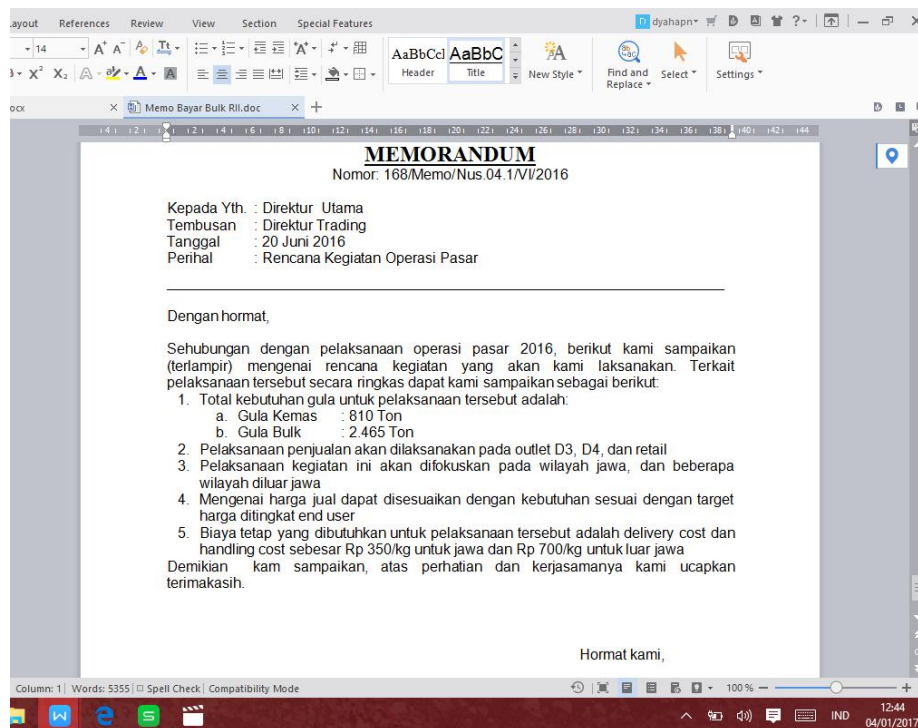 ayout References Review View Section Special Features dyahapn
14 A+ A- AaBbCcl AaBbC New Style Find and Replace Select Settings
X² X₂ A A A Header Title
Memo Bayar Bulk RII.doc
MEMORANDUM
Nomor: 168/Memo/Nus.04.1/VI/2016
Kepada Yth. : Direktur Utama
Tembusan : Direktur Trading
Tanggal : 20 Juni 2016
Perihal : Rencana Kegiatan Operasi Pasar
Dengan hormat,
Sehubungan dengan pelaksanaan operasi pasar 2016, berikut kami sampaikan
(terlampir) mengenai rencana kegiatan yang akan kami laksanakan. Terkait
pelaksanaan tersebut secara ringkas dapat kami sampaikan sebagai berikut:
1. Total kebutuhan gula untuk pelaksanaan tersebut adalah:
a. Gula Kemas : 810 Ton
b. Gula Bulk : 2.465 Ton
2. Pelaksanaan penjualan akan dilaksanakan pada outlet D3, D4, dan retail
3. Pelaksanaan kegiatan ini akan difokuskan pada wilayah jawa, dan beberapa
wilayah diluar jawa
4. Mengenai harga jual dapat disesuaikan dengan kebutuhan sesuai dengan target
harga ditingkat end user
5. Biaya tetap yang dibutuhkan untuk pelaksanaan tersebut adalah delivery cost dan
handling cost sebesar Rp 350/kg untuk jawa dan Rp 700/kg untuk luar jawa
Demikian kam sampaikan, atas perhatian dan kerjasamanya kami ucapkan
terimakasih.
Hormat kami,
Column: 1 Words: 5355 Spell Check Compatibility Mode 100 %
IND 12:44
04/01/2017